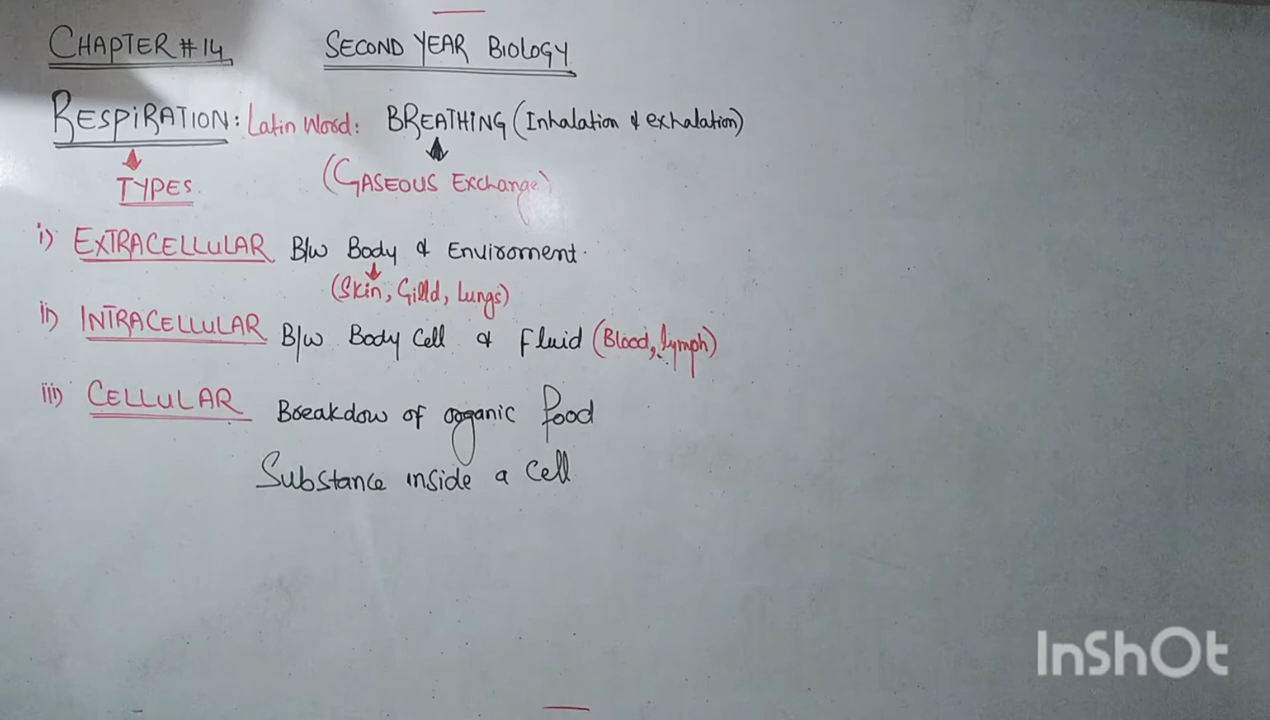 CHAPTER # 14 SECOND YEAR BIOLOGY
RESPIRATION: Latin Word: BREATHING (Inhalation & exhalation)
TYPES (GASEOUS Exchange)
i) EXTRACELLULAR B/w Body & Enviroment.
(Skin, Gilld, Lungs)
ii) INTRACELLULAR B/w Body Cell & Fluid (Blood, lymph)
iii) CELLULAR Breakdow of organic food
Substance inside a cell
InShOt